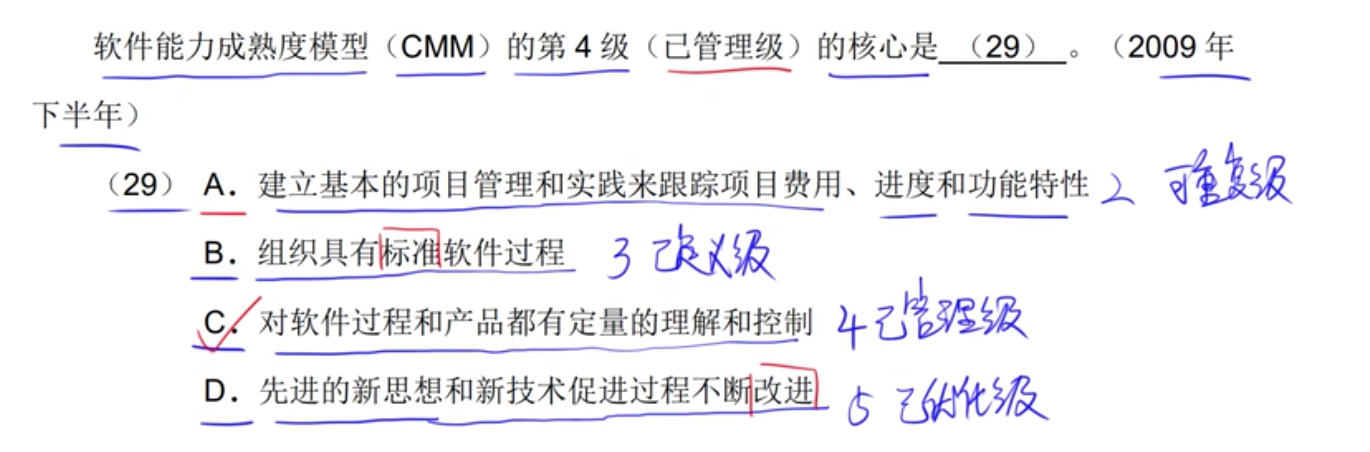 软件能力成熟度模型（CMM）的第 4 级（已管理级）的核心是 （29） 。（2009 年
下半年）
（29） A．建立基本的项目管理和实践来跟踪项目费用、进度和功能特性 2 可重复级
B．组织具有标准软件过程 3 已定义级
C．对软件过程和产品都有定量的理解和控制 4 已管理级
D．先进的新思想和新技术促进过程不断改进 5 已优化级